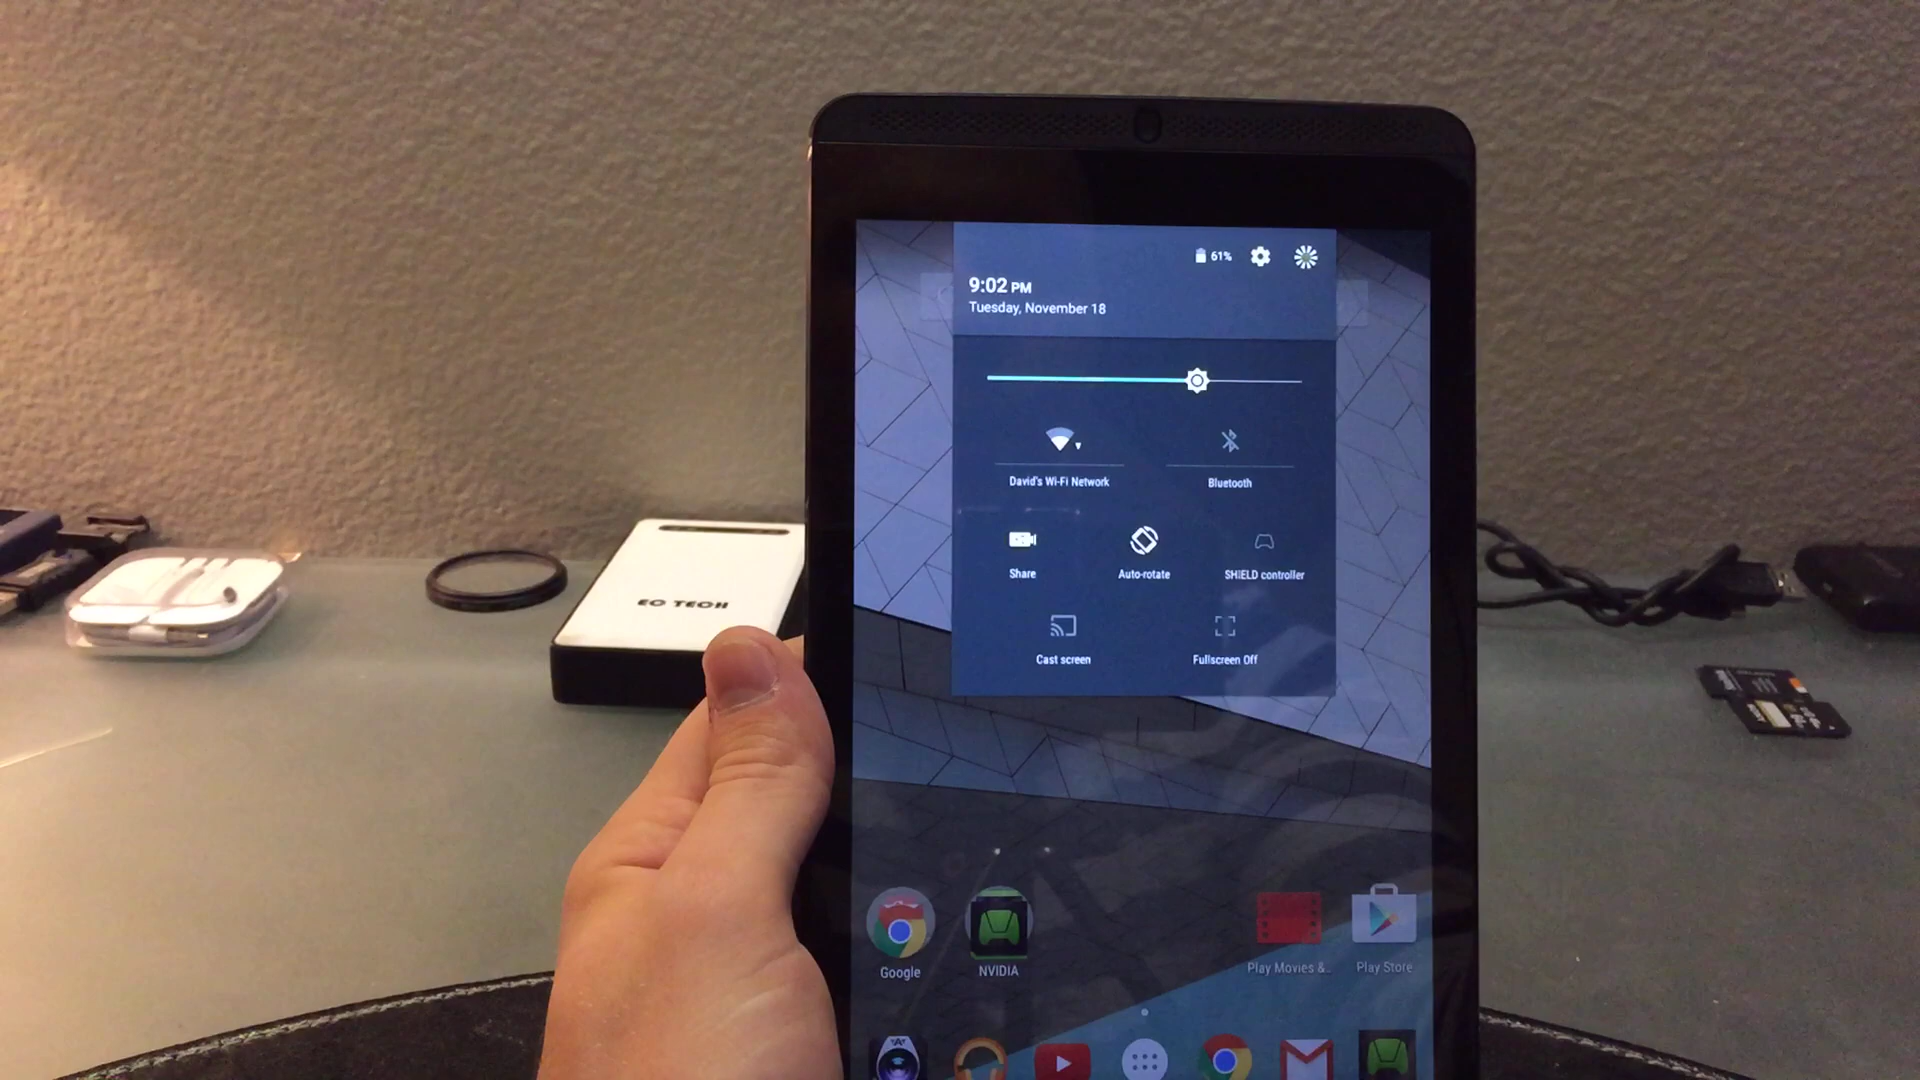 61%
9:02 PM
Tuesday, November 18
David's Wi-Fi Network
Bluetooth
Share
Auto-rotate
SHIELD controller
Cast screen
Fullscreen Off
EC TECH
Google
NVIDIA
Play Movies &..
Play Store